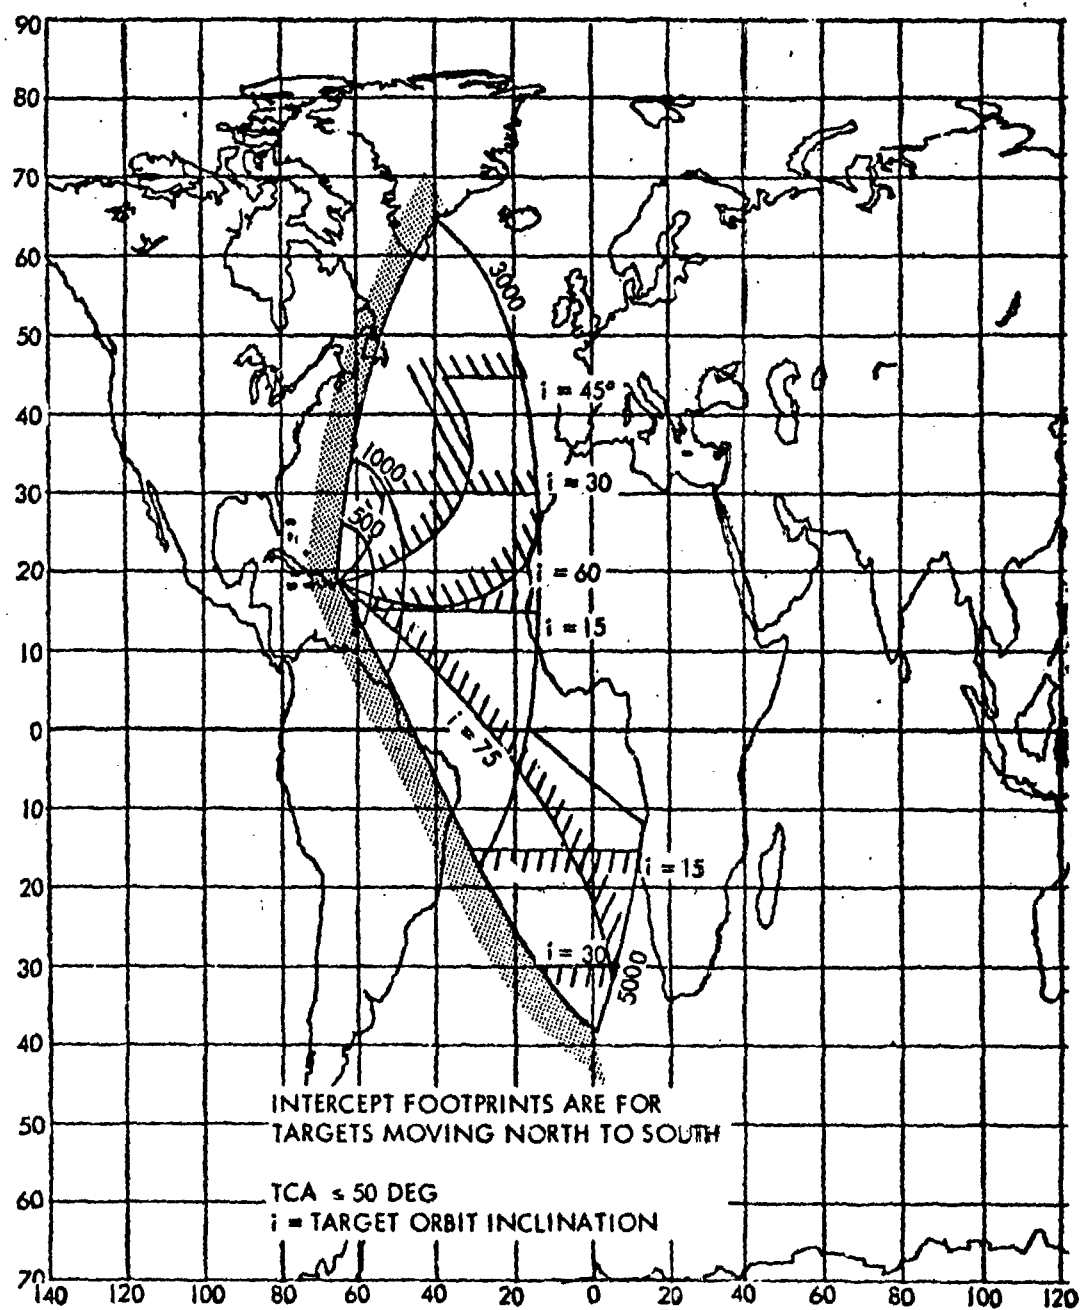 90
80
70
60
50
40
30
20
10
0
10
20
30
40
50
60
70
140 120 100 80 60 40 20 0 20 40 60 80 100 120
3000
i = 45°
1000
i = 30
500
i = 60
i = 15
i = 75
i = 15
i = 30
5000
INTERCEPT FOOTPRINTS ARE FOR
TARGETS MOVING NORTH TO SOUTH
TCA ≤ 50 DEG
i = TARGET ORBIT INCLINATION